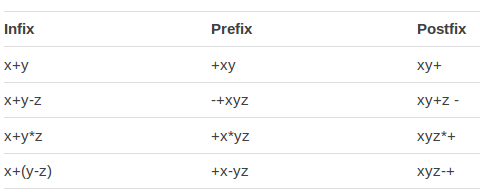 Infix Prefix Postfix
x+y +xy xy+
x+y-z -+xyz xy+z -
x+y*z +x*yz xyz*+
x+(y-z) +x-yz xyz-+